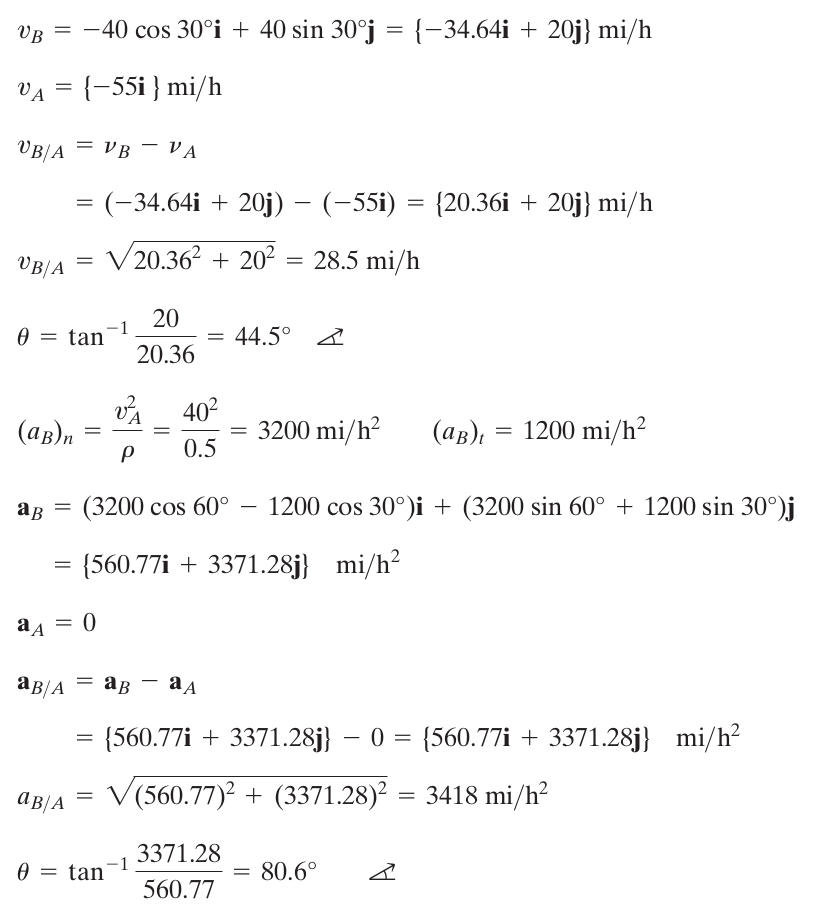 v_B = −40 cos 30°i + 40 sin 30°j = {−34.64i + 20j} mi/h
v_A = {−55i } mi/h
v_B/A = ν_B − ν_A
= (−34.64i + 20j) − (−55i) = {20.36i + 20j} mi/h
v_B/A = √(20.36² + 20²) = 28.5 mi/h
θ = tan⁻¹ 20/20.36 = 44.5° ⦨
(a_B)_n = v_A²/ρ = 40²/0.5 = 3200 mi/h² (a_B)_t = 1200 mi/h²
a_B = (3200 cos 60° − 1200 cos 30°)i + (3200 sin 60° + 1200 sin 30°)j
= {560.77i + 3371.28j} mi/h²
a_A = 0
a_B/A = a_B − a_A
= {560.77i + 3371.28j} − 0 = {560.77i + 3371.28j} mi/h²
a_B/A = √((560.77)² + (3371.28)²) = 3418 mi/h²
θ = tan⁻¹ 3371.28/560.77 = 80.6° ⦨